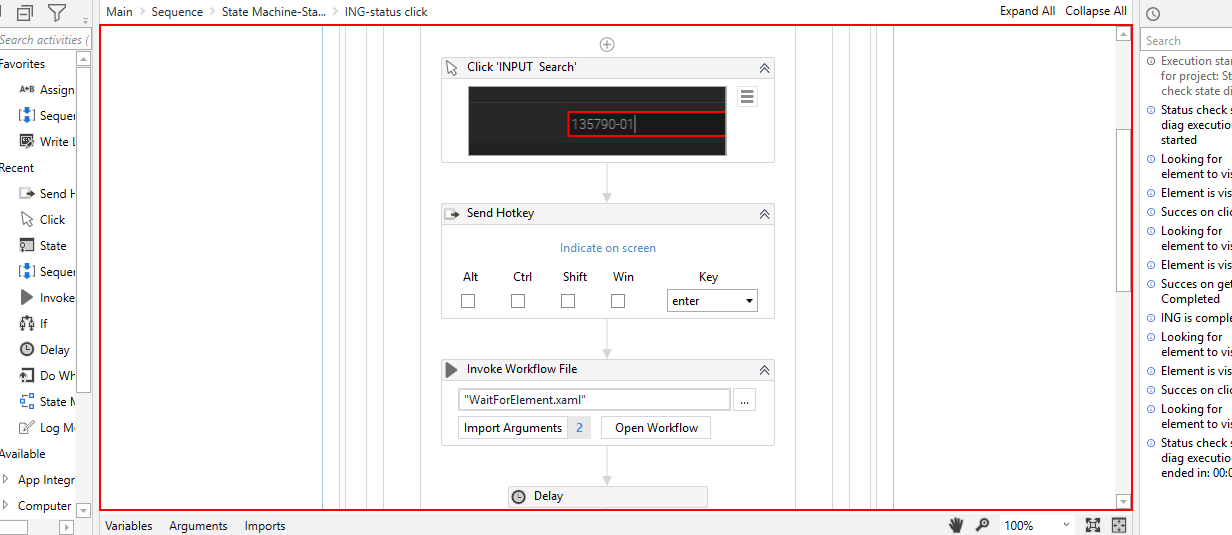 Main > Sequence > State Machine-Sta... > ING-status click
Expand All Collapse All
Search activities (
Favorites
A+B Assign
Sequen
Write L
Recent
Send H
Click
State
Sequen
Invoke
If
Delay
Do Wh
State M
Log Me
Available
App Integr
Computer
Click 'INPUT Search'
135790-01
Send Hotkey
Indicate on screen
Alt Ctrl Shift Win Key
enter
Invoke Workflow File
"WaitForElement.xaml"
...
Import Arguments 2 Open Workflow
Delay
Variables Arguments Imports
100%
Search
Execution star
for project: St
check state di
Status check s
diag executio
started
Looking for
element to vis
Element is vis
Succes on clic
Looking for
element to vis
Element is vis
Succes on get
Completed
ING is comple
Looking for
element to vis
Element is vis
Succes on clic
Looking for
element to vis
Status check s
diag executio
ended in: 00:0